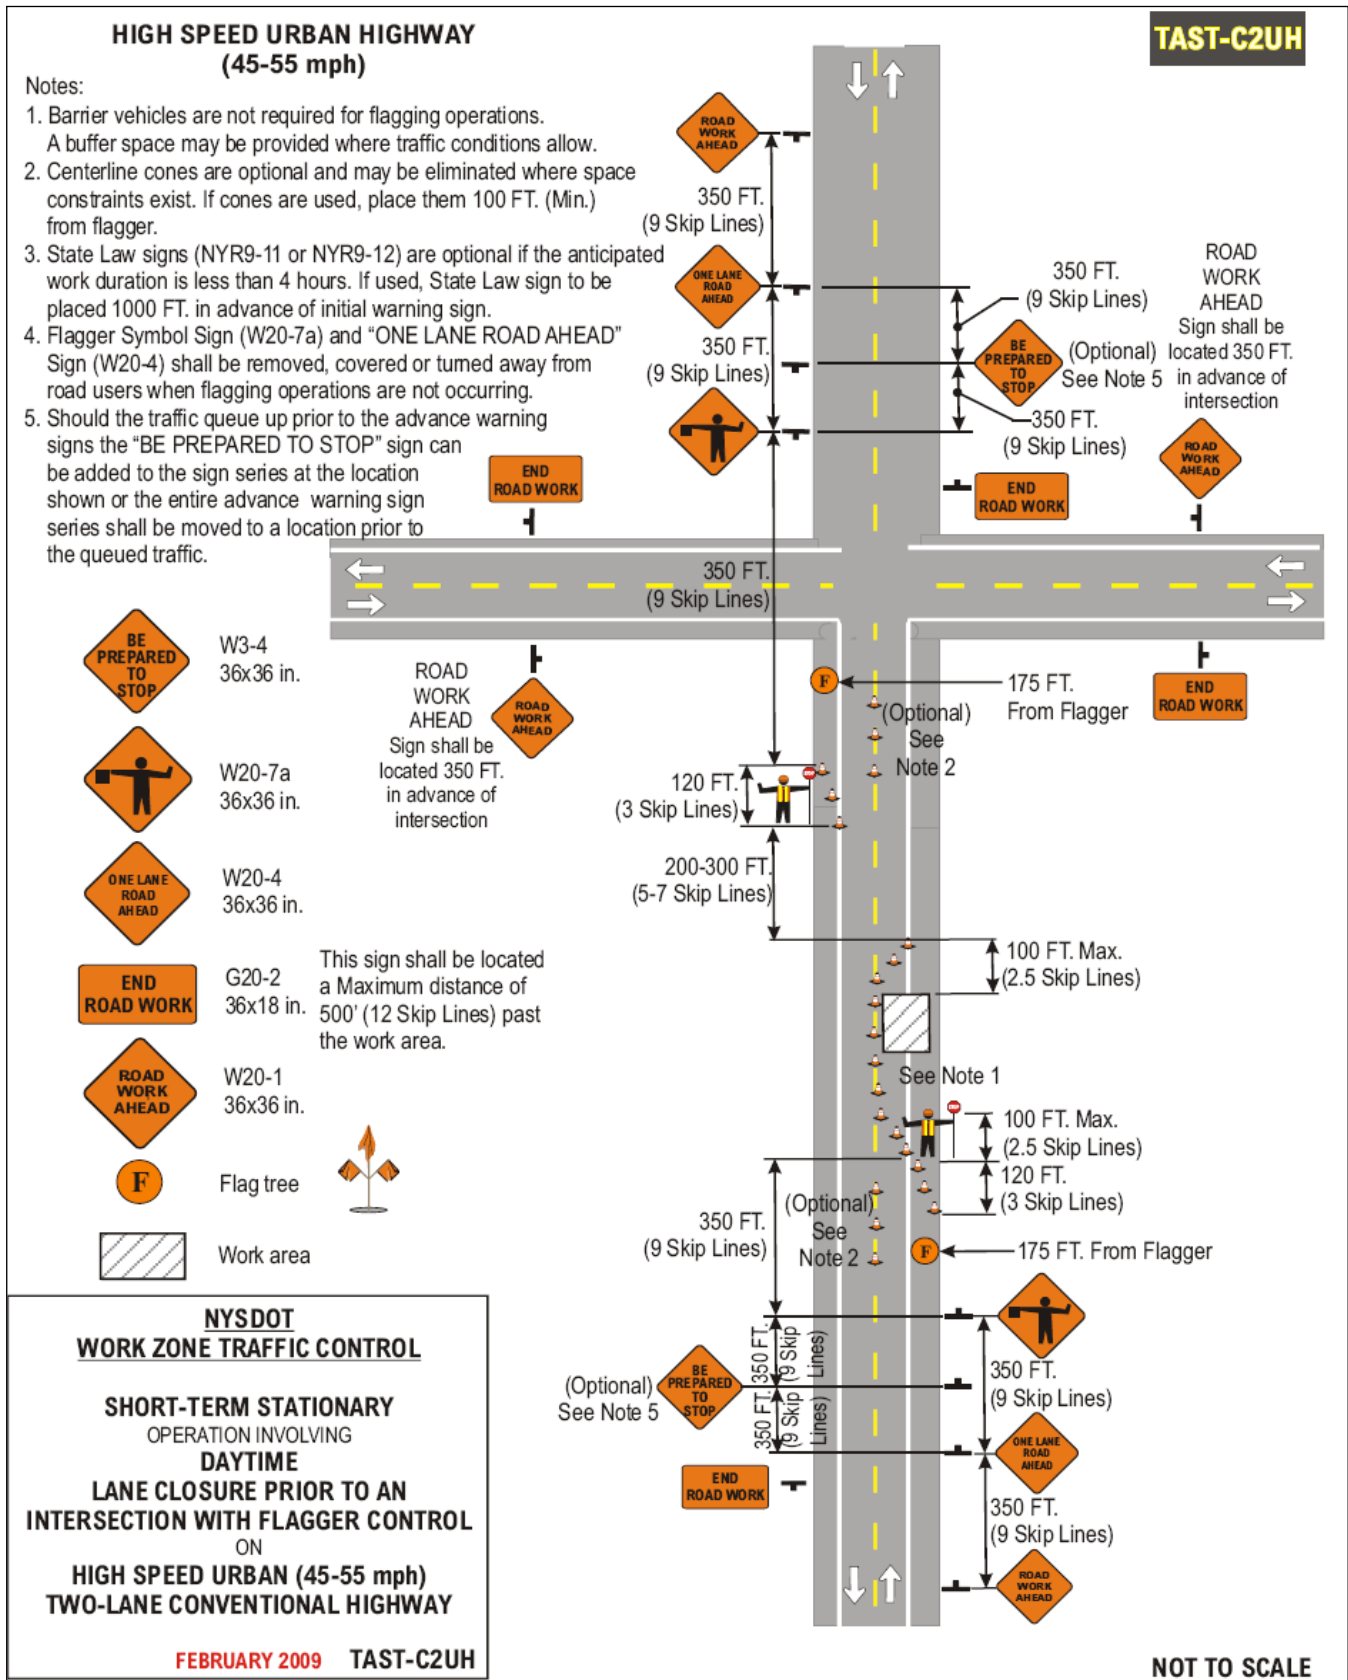 HIGH SPEED URBAN HIGHWAY
(45-55 mph)
TAST-C2UH
Notes:
1. Barrier vehicles are not required for flagging operations.
A buffer space may be provided where traffic conditions allow.
2. Centerline cones are optional and may be eliminated where space
constraints exist. If cones are used, place them 100 FT. (Min.)
from flagger.
3. State Law signs (NYR9-11 or NYR9-12) are optional if the anticipated
work duration is less than 4 hours. If used, State Law sign to be
placed 1000 FT. in advance of initial warning sign.
4. Flagger Symbol Sign (W20-7a) and “ONE LANE ROAD AHEAD”
Sign (W20-4) shall be removed, covered or turned away from
road users when flagging operations are not occurring.
5. Should the traffic queue up prior to the advance warning
signs the “BE PREPARED TO STOP” sign can
be added to the sign series at the location
shown or the entire advance warning sign
series shall be moved to a location prior to
the queued traffic.
ROAD
WORK
AHEAD
350 FT.
(9 Skip Lines)
ONE LANE
ROAD
AHEAD
350 FT.
(9 Skip Lines)
350 FT.
(9 Skip Lines)
BE
PREPARED
TO
STOP
(Optional)
See Note 5
350 FT.
(9 Skip Lines)
ROAD
WORK
AHEAD
Sign shall be
located 350 FT.
in advance of
intersection
ROAD
WORK
AHEAD
END
ROAD WORK
END
ROAD WORK
350 FT.
(9 Skip Lines)
ROAD
WORK
AHEAD
Sign shall be
located 350 FT.
in advance of
intersection
ROAD
WORK
AHEAD
F
175 FT.
From Flagger
END
ROAD WORK
(Optional)
See
Note 2
120 FT.
(3 Skip Lines)
STOP
200-300 FT.
(5-7 Skip Lines)
100 FT. Max.
(2.5 Skip Lines)
See Note 1
STOP
100 FT. Max.
(2.5 Skip Lines)
120 FT.
(3 Skip Lines)
350 FT.
(9 Skip Lines)
(Optional)
See
Note 2
F
175 FT. From Flagger
350 FT.
(9 Skip
Lines)
350 FT.
(9 Skip
Lines)
(Optional)
See Note 5
BE
PREPARED
TO
STOP
350 FT.
(9 Skip Lines)
ONE LANE
ROAD
AHEAD
END
ROAD WORK
350 FT.
(9 Skip Lines)
ROAD
WORK
AHEAD
BE
PREPARED
TO
STOP
W3-4
36x36 in.
W20-7a
36x36 in.
ONE LANE
ROAD
AHEAD
W20-4
36x36 in.
END
ROAD WORK
G20-2
36x18 in.
This sign shall be located
a Maximum distance of
500' (12 Skip Lines) past
the work area.
ROAD
WORK
AHEAD
W20-1
36x36 in.
F
Flag tree
Work area
NYSDOT
WORK ZONE TRAFFIC CONTROL
SHORT-TERM STATIONARY
OPERATION INVOLVING
DAYTIME
LANE CLOSURE PRIOR TO AN
INTERSECTION WITH FLAGGER CONTROL
ON
HIGH SPEED URBAN (45-55 mph)
TWO-LANE CONVENTIONAL HIGHWAY
FEBRUARY 2009 TAST-C2UH
NOT TO SCALE